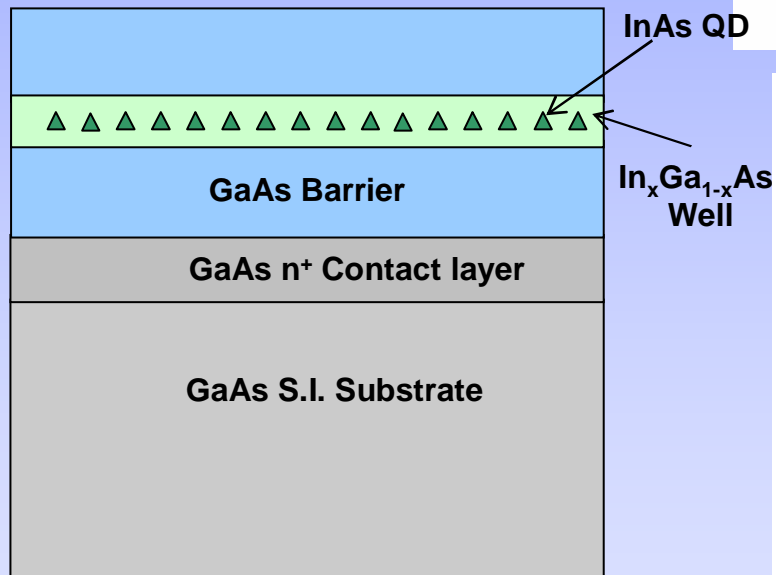 InAs QD
InₓGa₁₋ₓAs
Well
GaAs Barrier
GaAs n⁺ Contact layer
GaAs S.I. Substrate